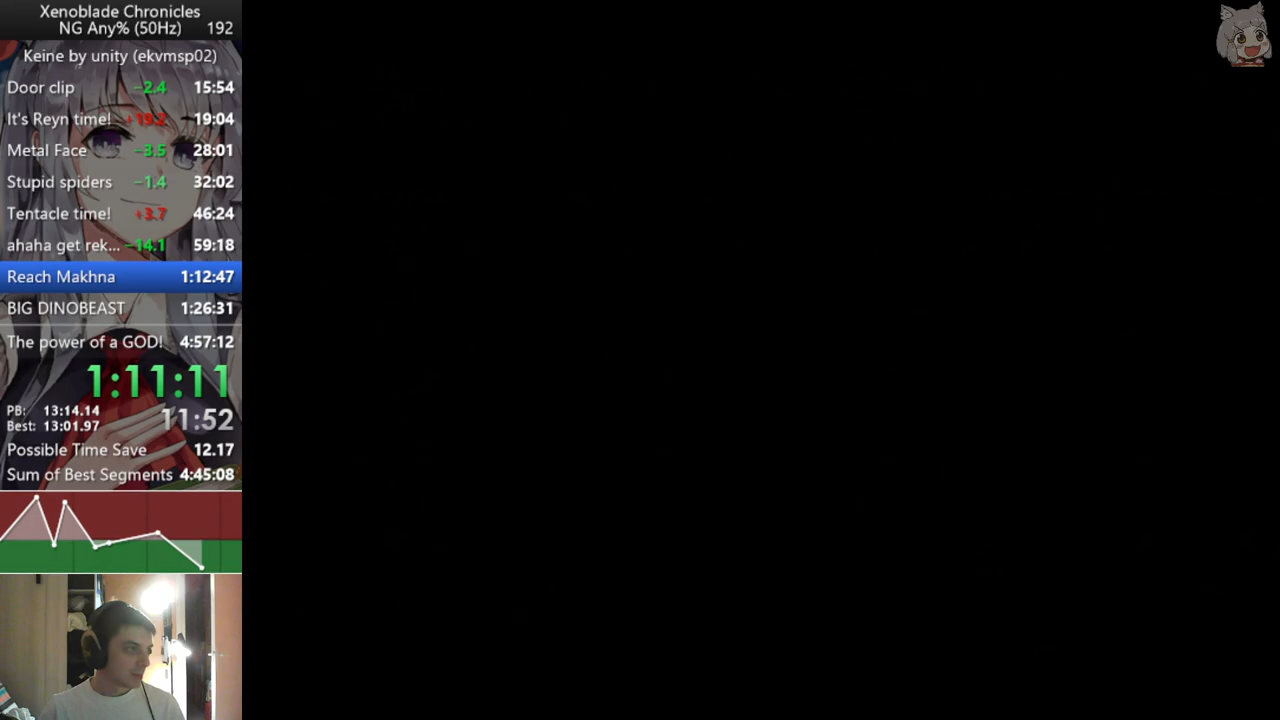 Xenoblade Chronicles
NG Any% (50Hz) 192
Keine by unity (ekvmsp02)
Door clip −2.4 15:54
It's Reyn time! +19.2 19:04
Metal Face −3.5 28:01
Stupid spiders −1.4 32:02
Tentacle time! +3.7 46:24
ahaha get rek... −14.1 59:18
Reach Makhna 1:12:47
BIG DINOBEAST 1:26:31
The power of a GOD! 4:57:12
1:11:11
PB: 13:14.14
Best: 13:01.97
11:52
Possible Time Save 12.17
Sum of Best Segments 4:45:08